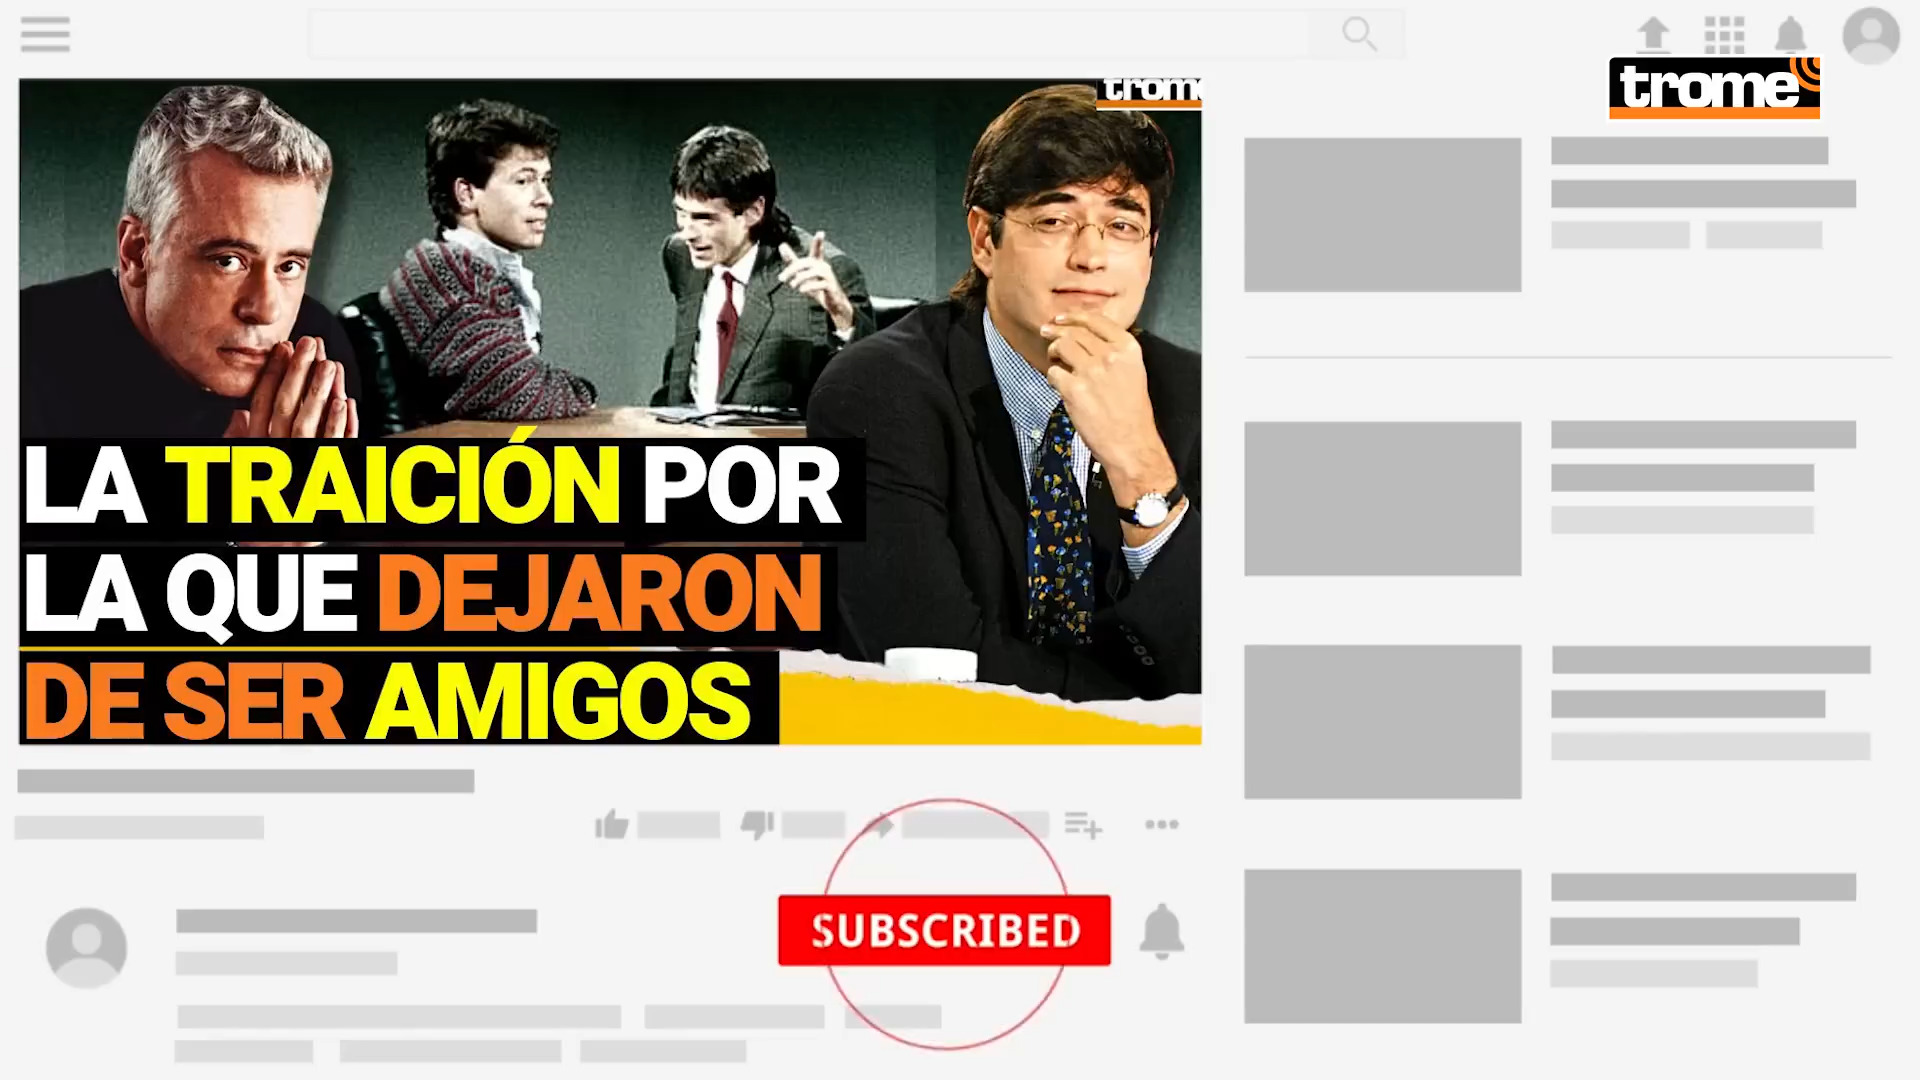 trome
trome
LA TRAICIÓN POR
LA QUE DEJARON
DE SER AMIGOS
SUBSCRIBED